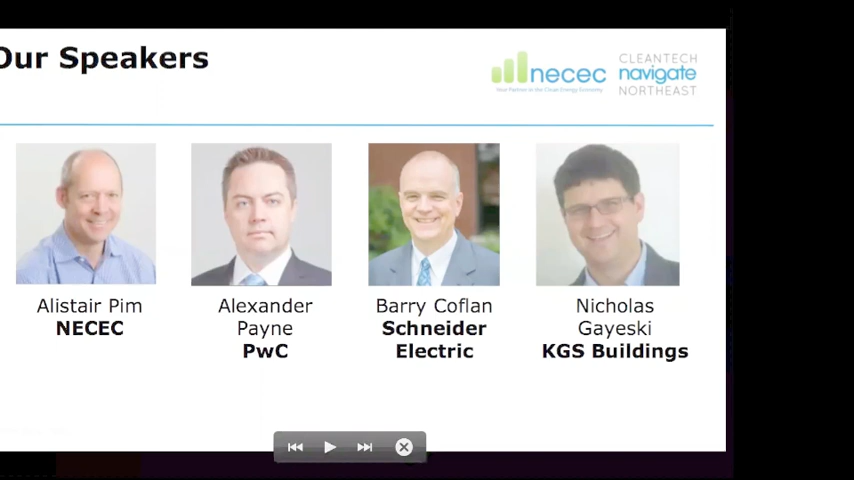 Our Speakers
necec
Your Partner in the Clean Energy Economy
CLEANTECH
navigate
NORTHEAST
Alistair Pim
NECEC
Alexander
Payne
PwC
Barry Coflan
Schneider
Electric
Nicholas
Gayeski
KGS Buildings